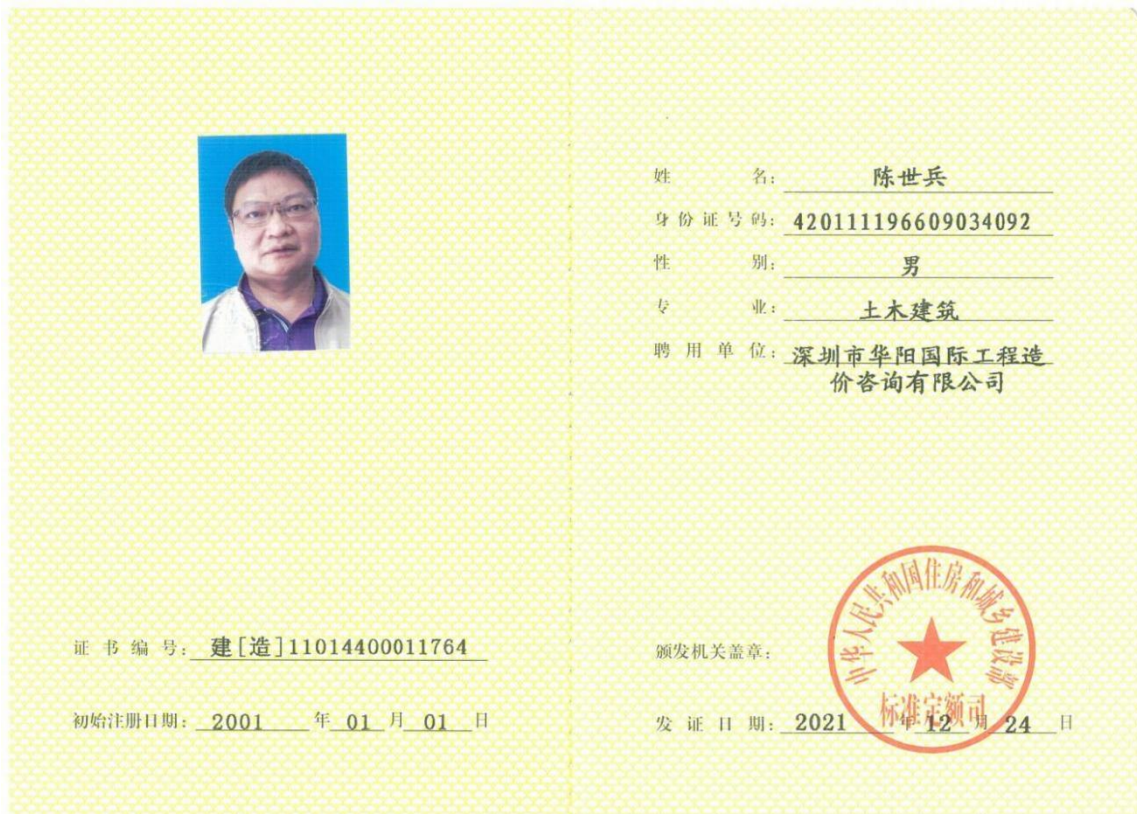 姓名：陈世兵
身份证号码：420111196609034092
性别：男
专业：土木建筑
聘用单位：深圳市华阳国际工程造
价咨询有限公司
证书编号：建[造]11014400011764
初始注册日期：2001年01月01日
颁发机关盖章：
中华人民共和国住房和城乡建设部
标准定额司
发证日期：2021年12月24日